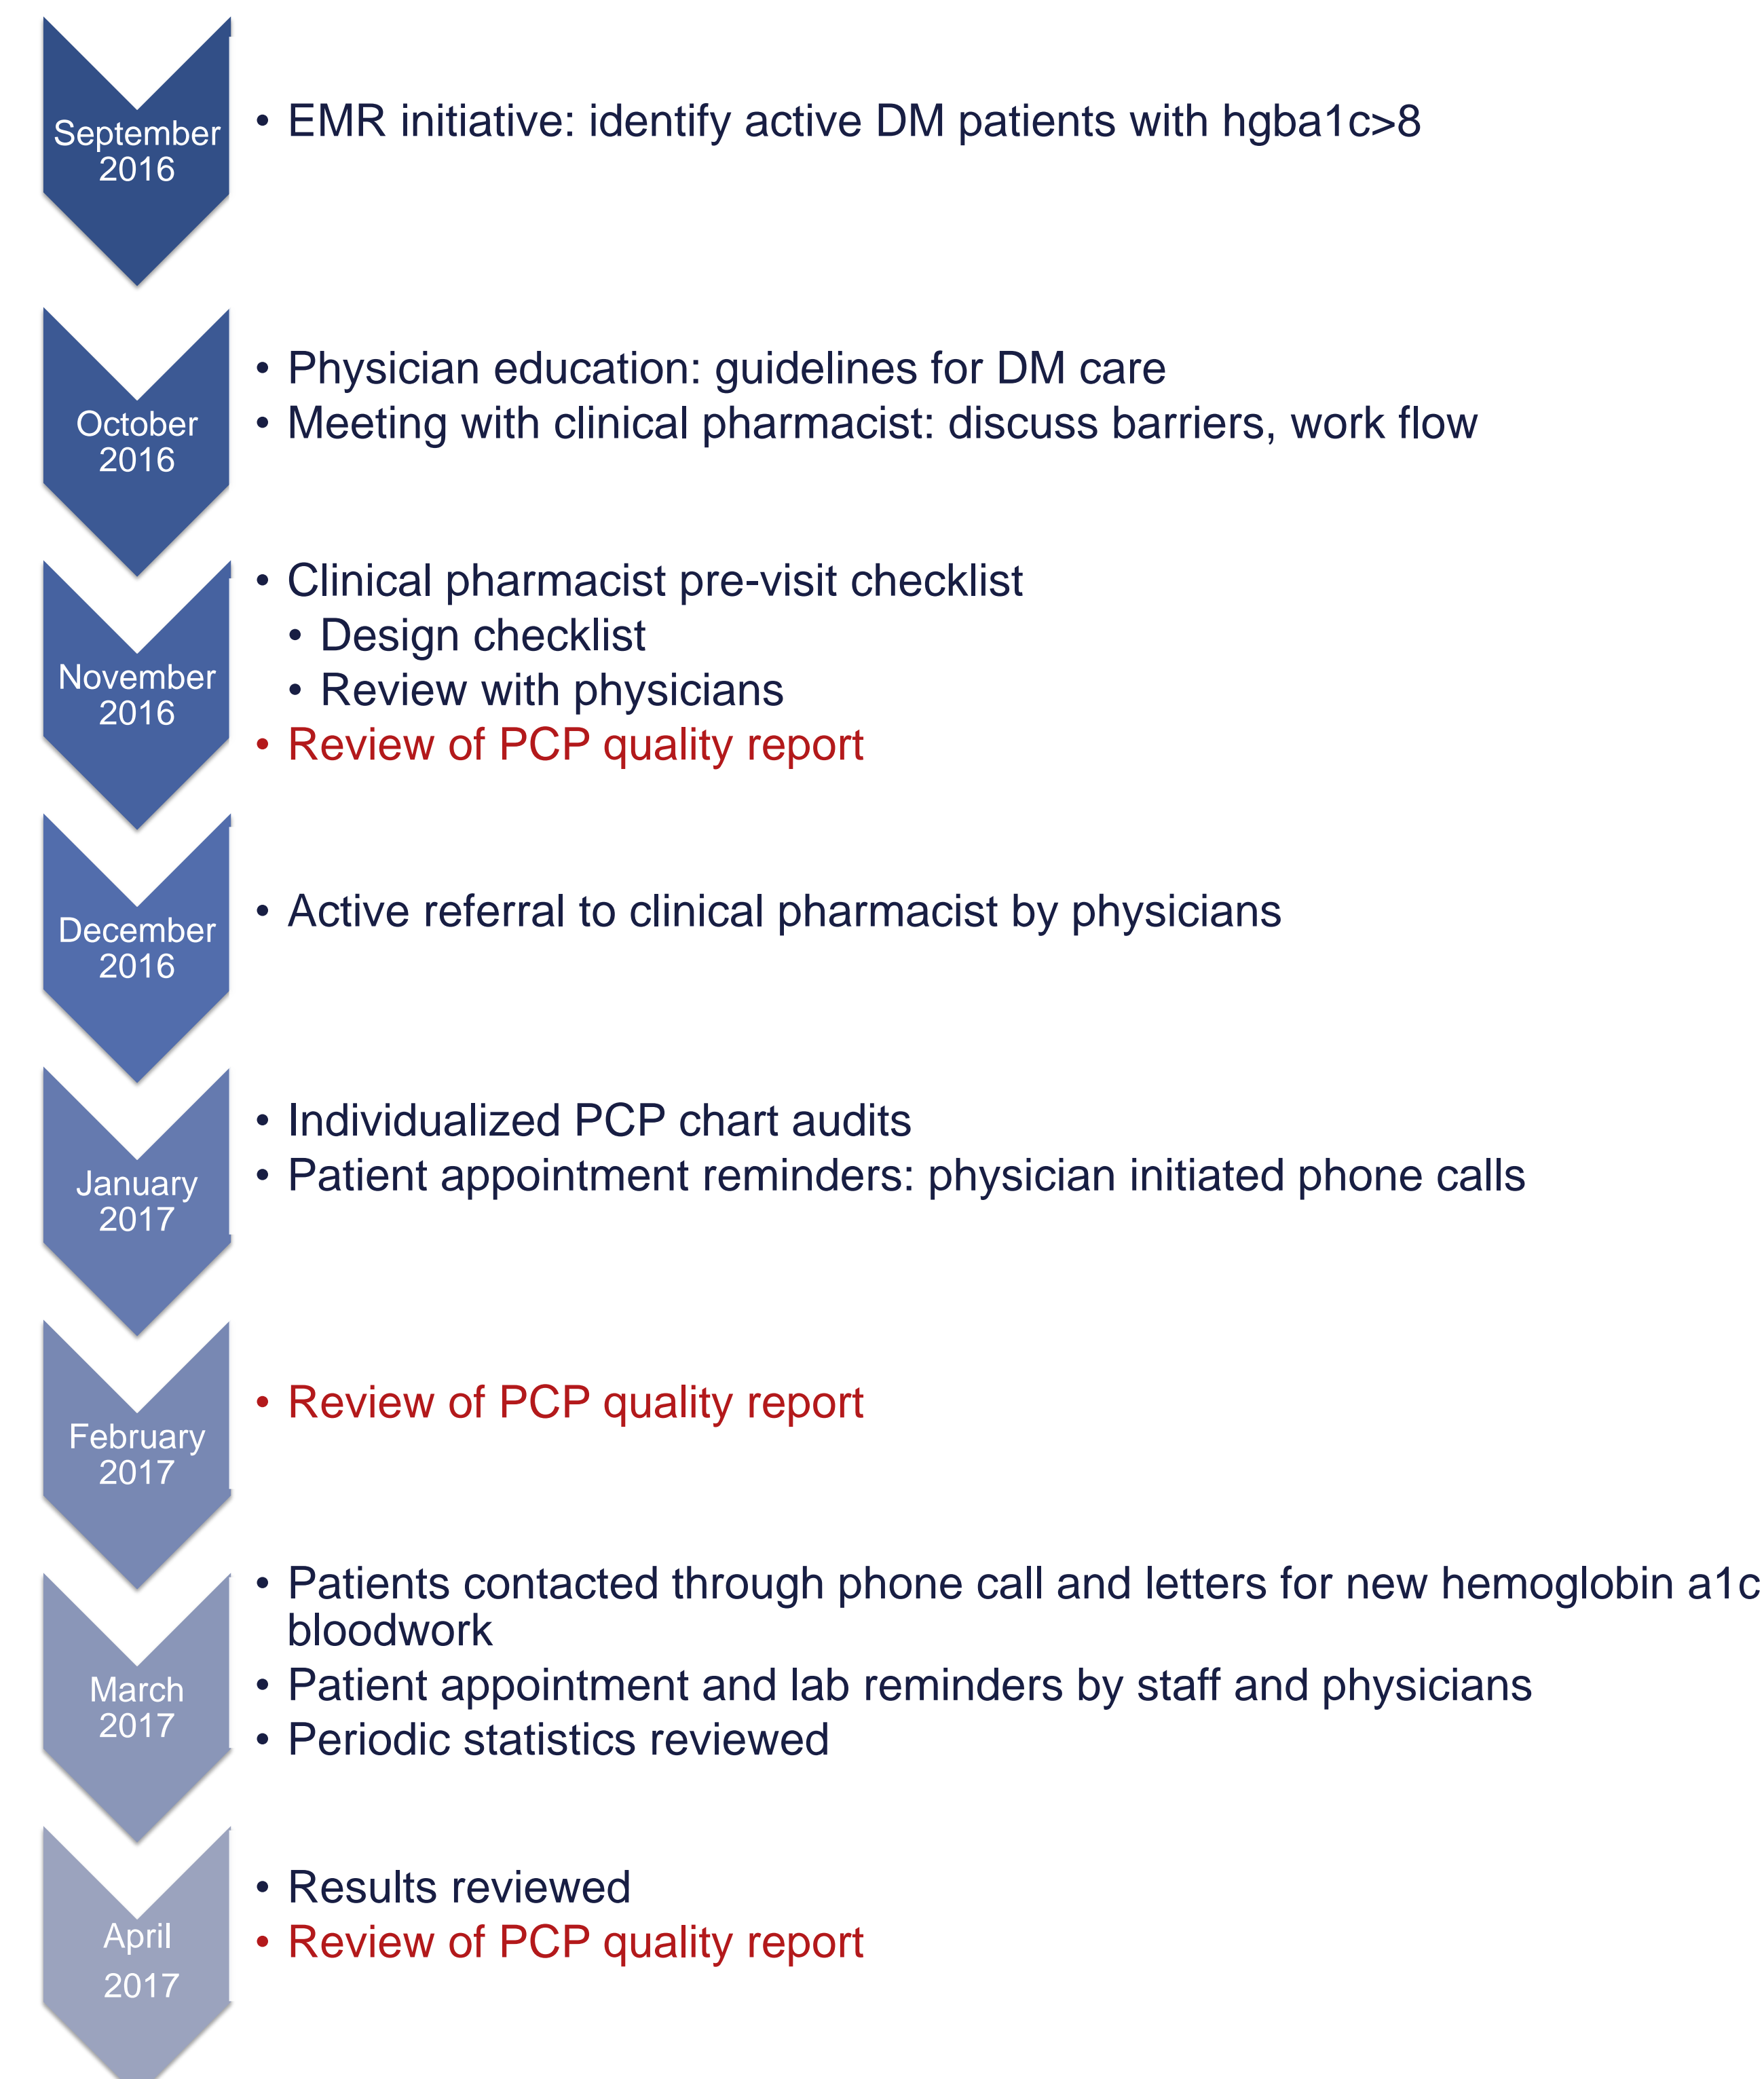 September
2016
• EMR initiative: identify active DM patients with hgba1c>8
October
2016
• Physician education: guidelines for DM care
• Meeting with clinical pharmacist: discuss barriers, work flow
November
2016
• Clinical pharmacist pre-visit checklist
• Design checklist
• Review with physicians
• Review of PCP quality report
December
2016
• Active referral to clinical pharmacist by physicians
January
2017
• Individualized PCP chart audits
• Patient appointment reminders: physician initiated phone calls
February
2017
• Review of PCP quality report
March
2017
• Patients contacted through phone call and letters for new hemoglobin a1c
bloodwork
• Patient appointment and lab reminders by staff and physicians
• Periodic statistics reviewed
April
2017
• Results reviewed
• Review of PCP quality report